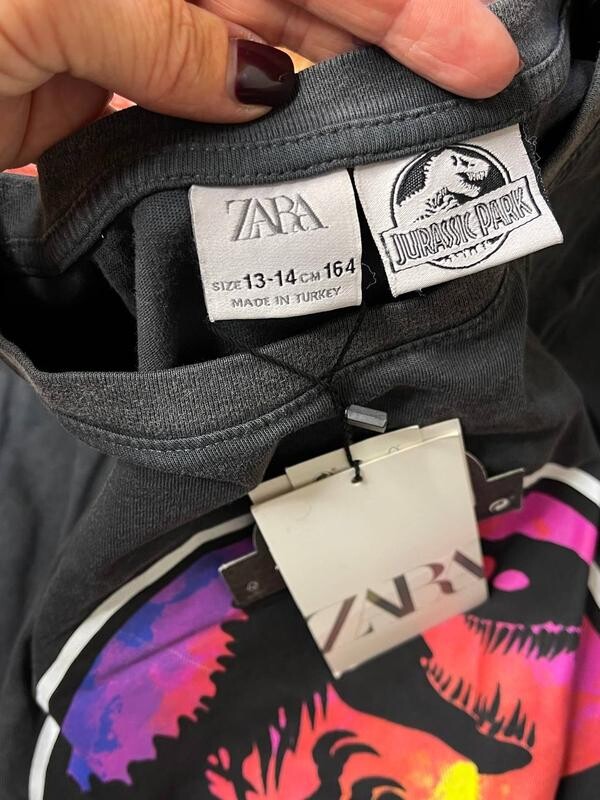 ZARA
SIZE 13-14 CM 164
MADE IN TURKEY
JURASSIC PARK
ZARA